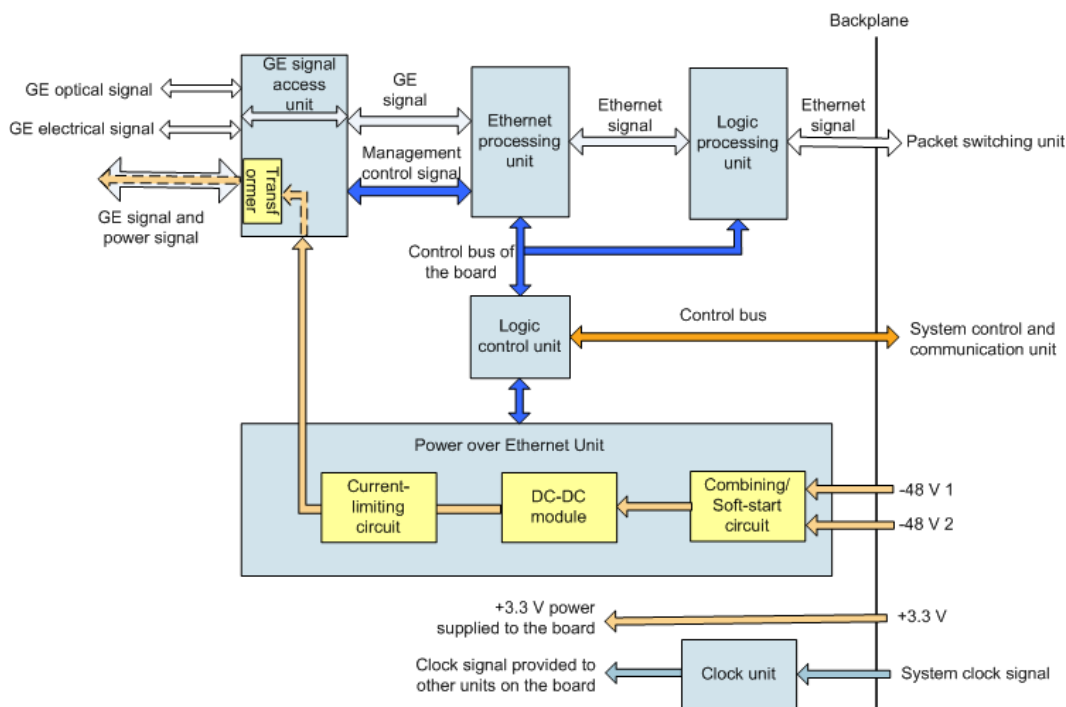 Backplane
GE optical signal
GE electrical signal
GE signal and
power signal
GE signal
access
unit
Transf
ormer
GE
signal
Management
control signal
Ethernet
processing
unit
Ethernet
signal
Logic
processing
unit
Ethernet
signal
Packet switching unit
Control bus of
the board
Logic
control unit
Control bus
System control and
communication unit
Power over Ethernet Unit
Current-
limiting circuit
DC-DC
module
Combining/
Soft-start
circuit
-48 V 1
-48 V 2
+3.3 V power
supplied to the board
+3.3 V
Clock signal provided to
other units on the board
Clock unit
System clock signal